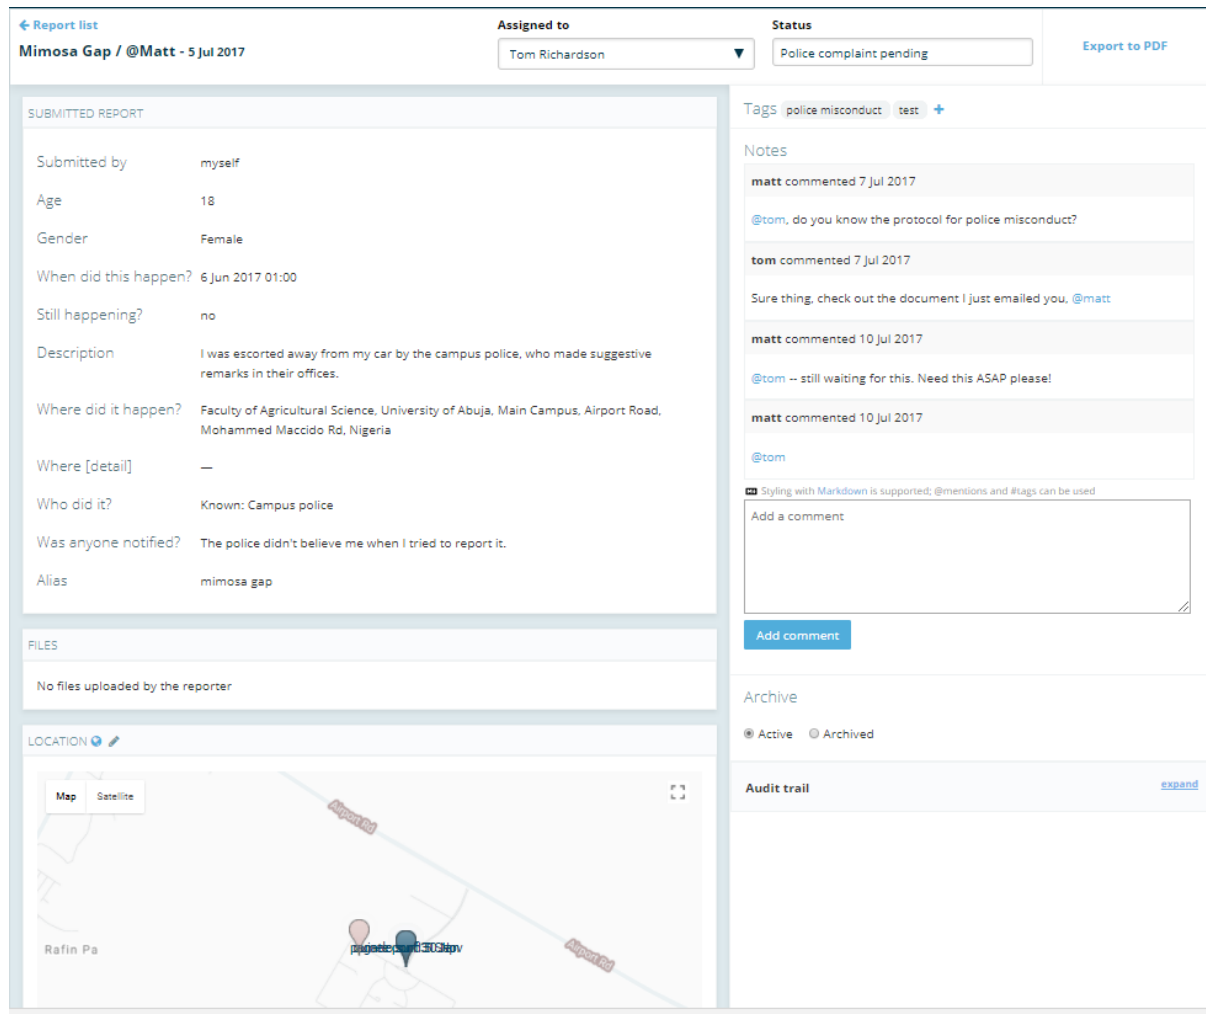 Report list
Mimosa Gap / @Matt - 5 Jul 2017
Assigned to
Tom Richardson
Status
Police complaint pending
Export to PDF
SUBMITTED REPORT
Submitted by myself
Age 18
Gender Female
When did this happen? 6 Jun 2017 01:00
Still happening? no
Description I was escorted away from my car by the campus police, who made suggestive
remarks in their offices.
Where did it happen? Faculty of Agricultural Science, University of Abuja, Main Campus, Airport Road,
Mohammed Maccido Rd, Nigeria
Where [detail] —
Who did it? Known: Campus police
Was anyone notified? The police didn't believe me when I tried to report it.
Alias mimosa gap
FILES
No files uploaded by the reporter
LOCATION
Map Satellite
Airport Rd
Rafin Pa
Airport Rd
Tags police misconduct test +
Notes
matt commented 7 Jul 2017
@tom, do you know the protocol for police misconduct?
tom commented 7 Jul 2017
Sure thing, check out the document I just emailed you, @matt
matt commented 10 Jul 2017
@tom -- still waiting for this. Need this ASAP please!
matt commented 10 Jul 2017
@tom
Styling with Markdown is supported; @mentions and #tags can be used
Add a comment
Add comment
Archive
Active Archived
Audit trail expand